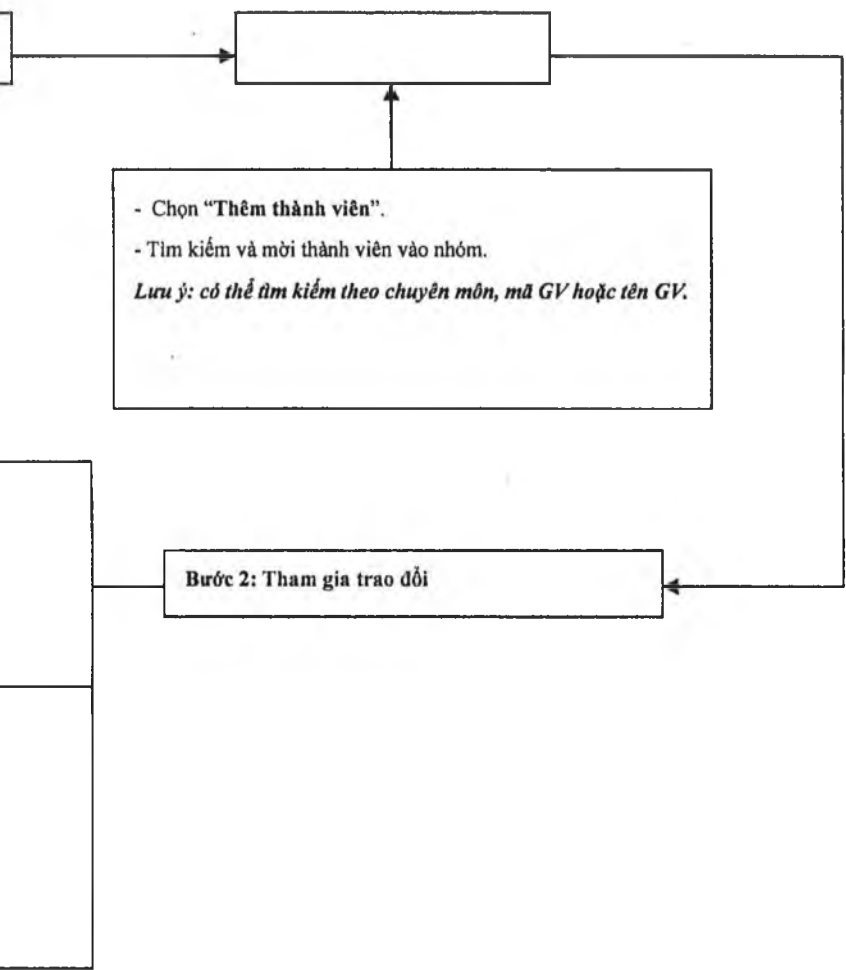 - Chọn “Thêm thành viên”.
- Tìm kiếm và mời thành viên vào nhóm.
Lưu ý: có thể tìm kiếm theo chuyên môn, mã GV hoặc tên GV.
Bước 2: Tham gia trao đổi